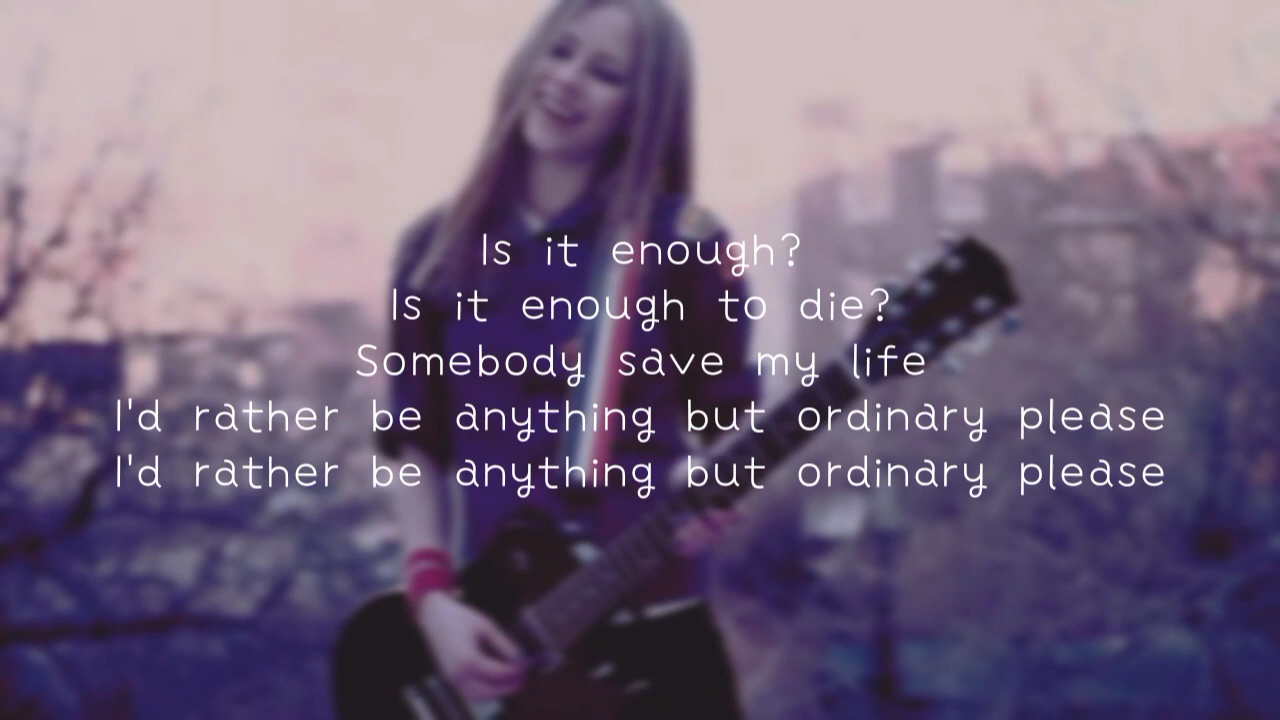 Is it enough?
Is it enough to die?
Somebody save my life
I'd rather be anything but ordinary please
I'd rather be anything but ordinary please